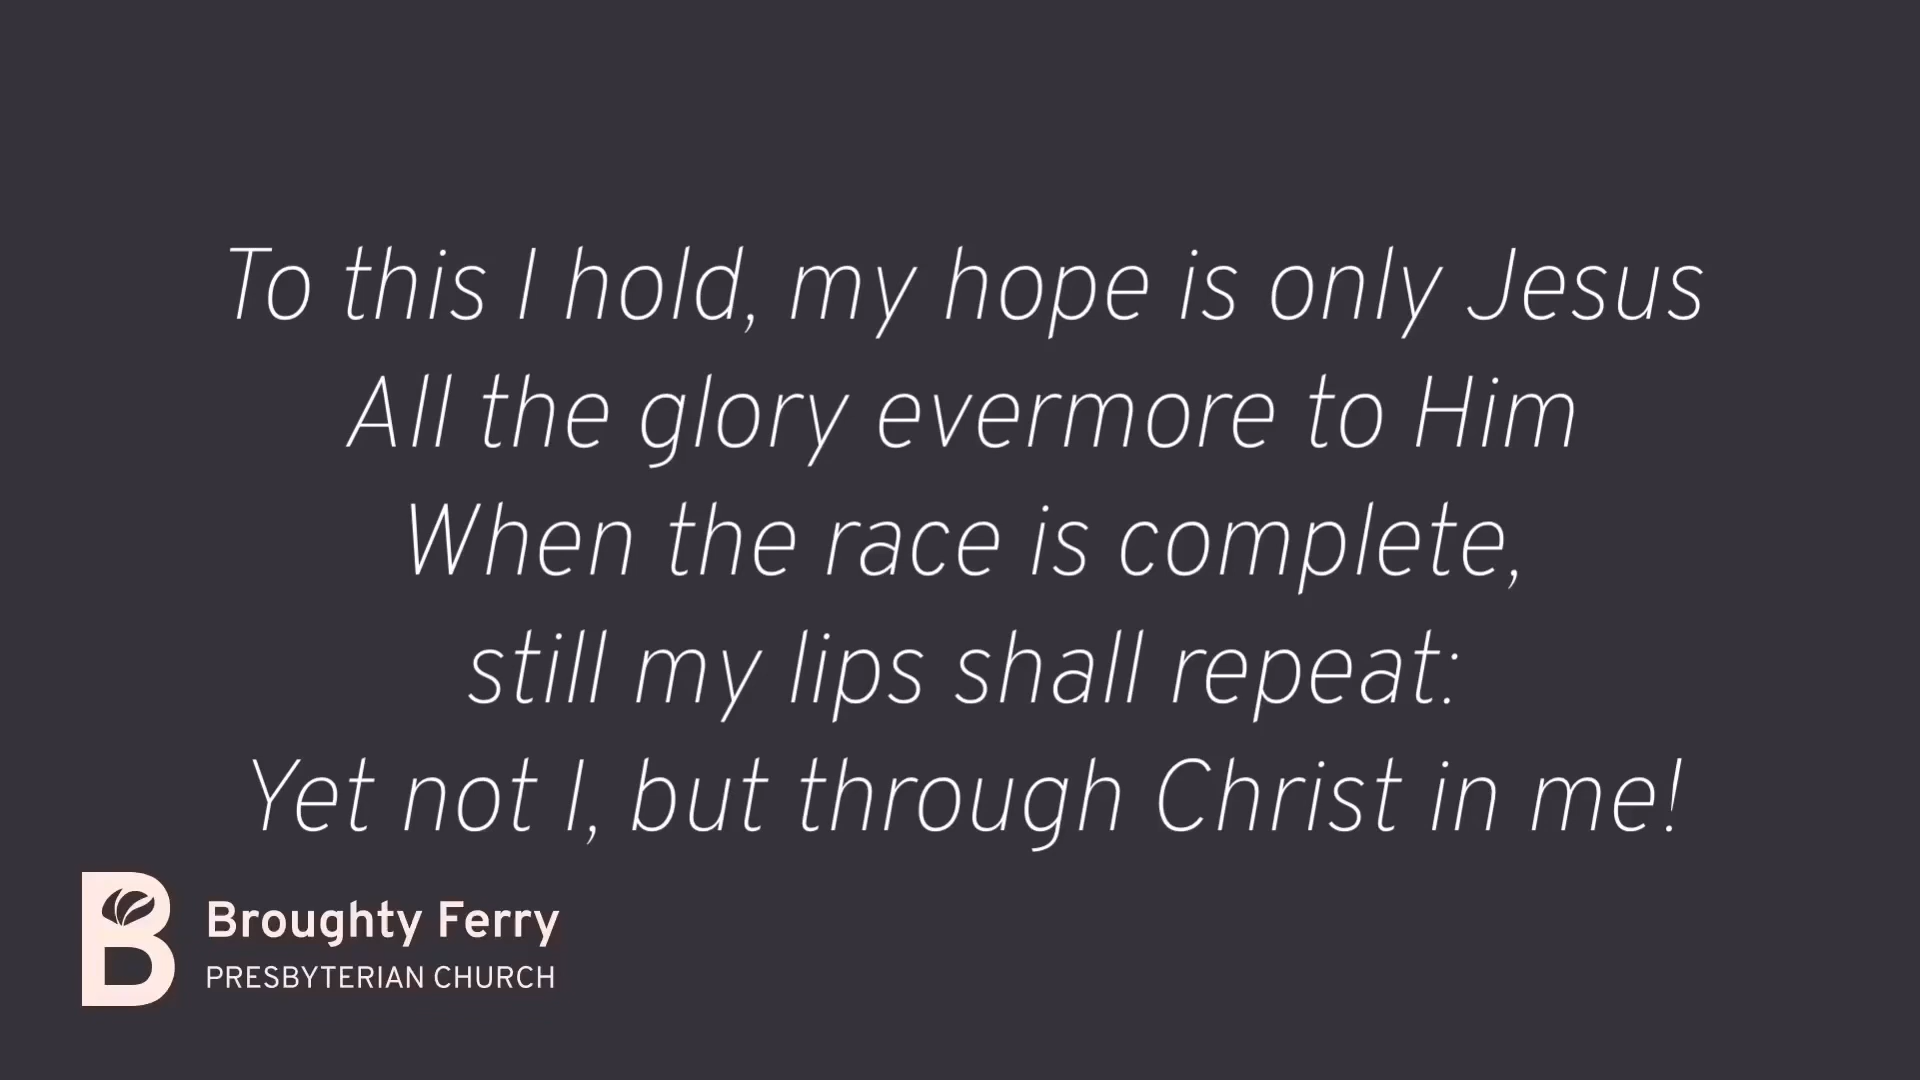 To this I hold, my hope is only Jesus
All the glory evermore to Him
When the race is complete,
still my lips shall repeat:
Yet not I, but through Christ in me!
B
Broughty Ferry
PRESBYTERIAN CHURCH